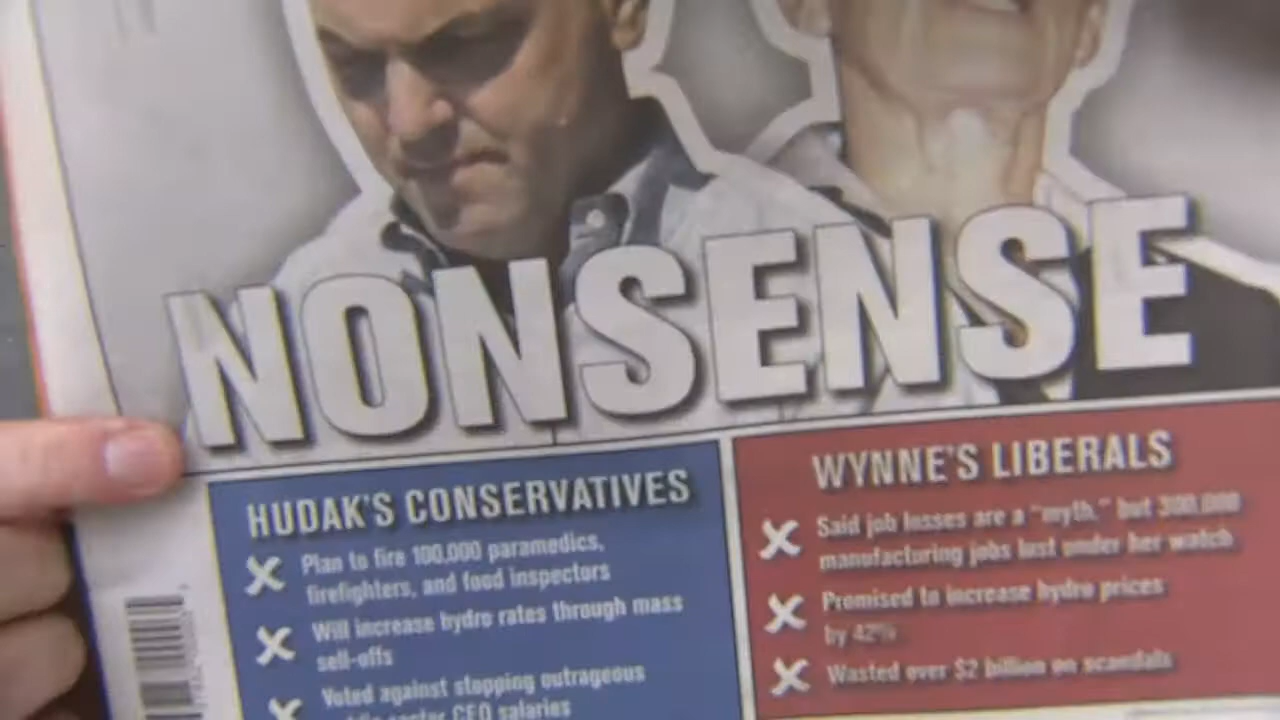 NONSENSE
HUDAK'S CONSERVATIVES
Plan to fire 100,000 paramedics,
firefighters, and food inspectors
Will increase hydro rates through mass
sell-offs
Voted against stopping outrageous
CEO salaries
WYNNE'S LIBERALS
Said job losses are a "myth," but 300,000
manufacturing jobs lost under her watch
Promised to increase hydro prices
by 42%
Wasted over $2 billion on scandals